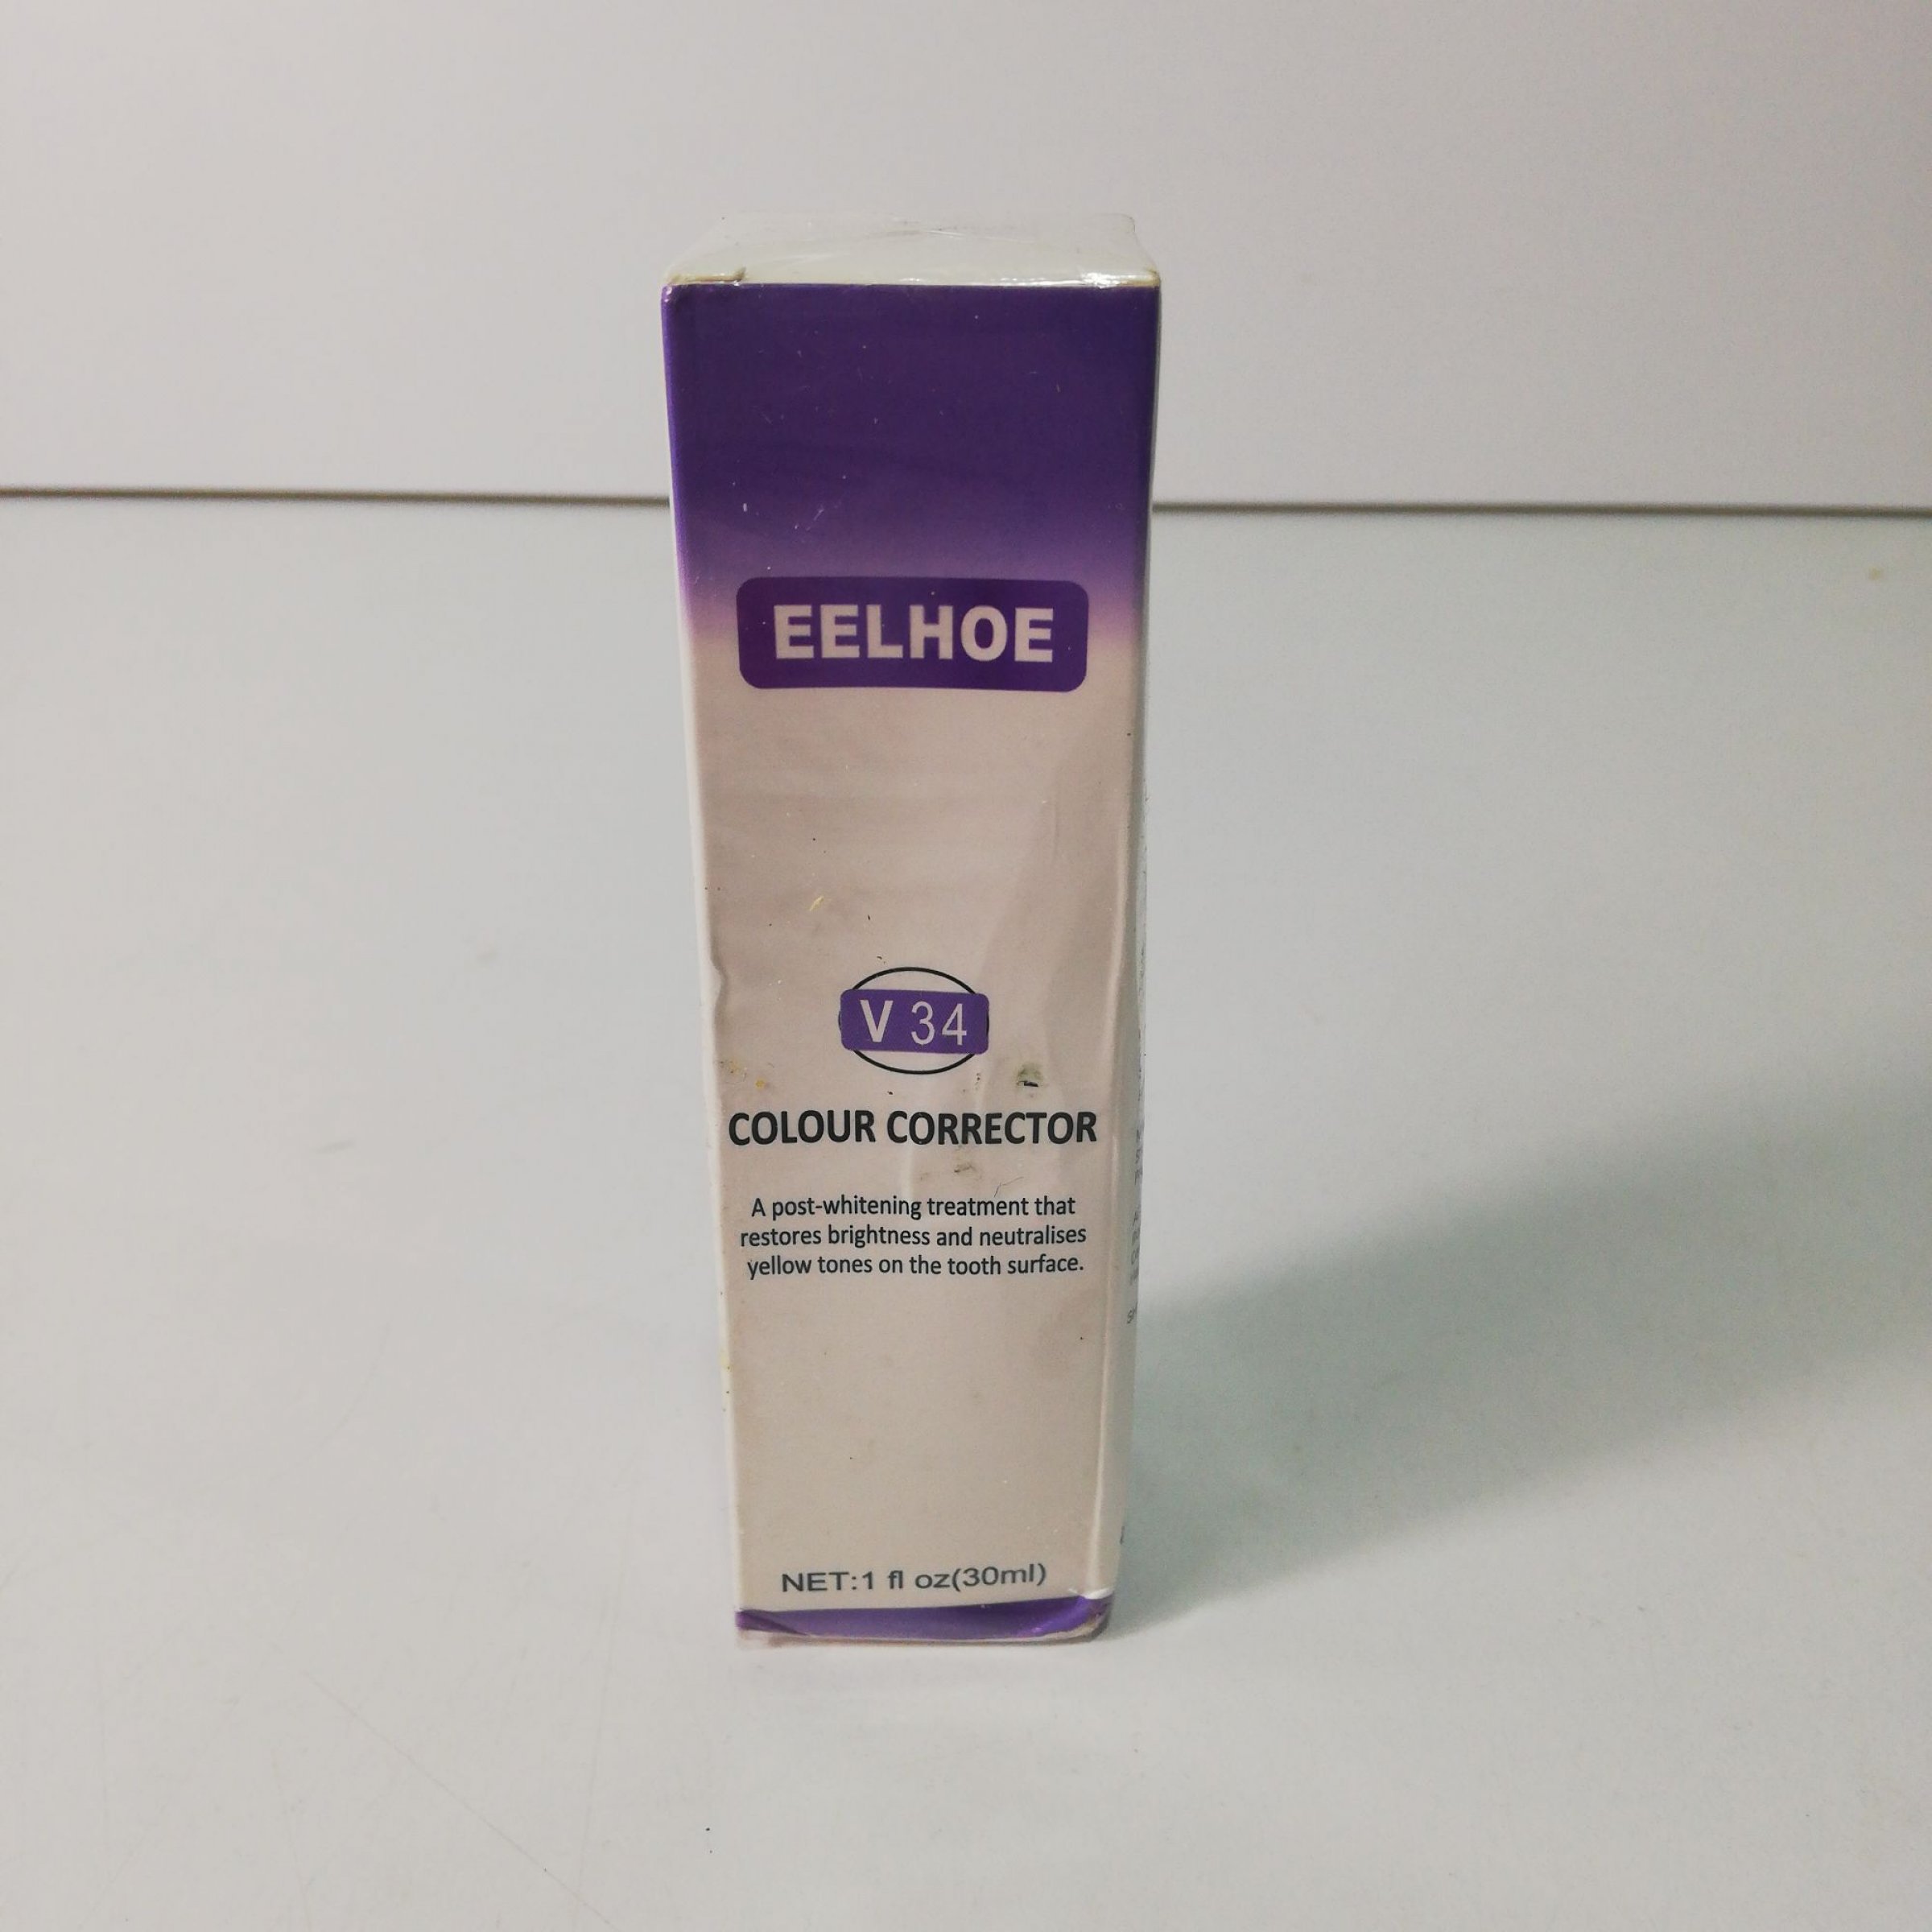 EELHOE
V 34
COLOUR CORRECTOR
A post-whitening treatment that
restores brightness and neutralises
yellow tones on the tooth surface.
NET:1 fl oz(30ml)